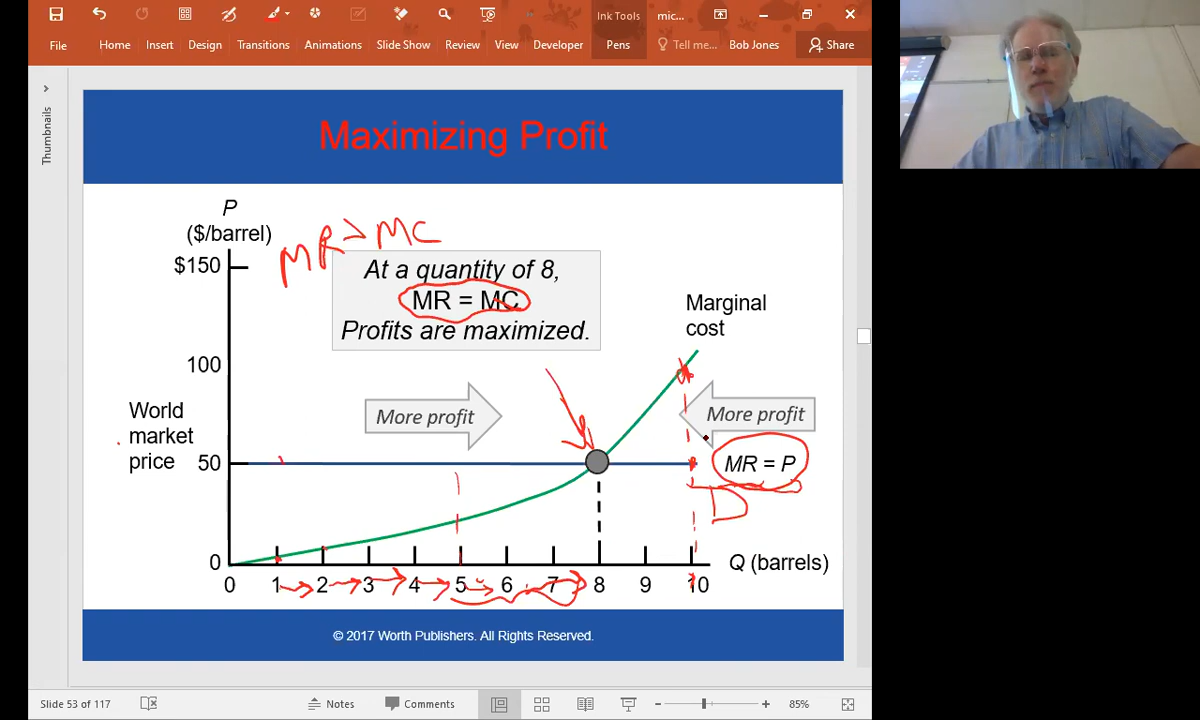 Ink Tools
mic...
File
Home
Insert
Design
Transitions
Animations
Slide Show
Review
View
Developer
Pens
Tell me...
Bob Jones
Share
Thumbnails
Maximizing Profit
P
($/barrel)
MR > MC
$150
At a quantity of 8,
MR = MC
Profits are maximized.
Marginal
cost
100
More profit
More profit
World
market
price
50
MR = P
D
0
0 1 2 3 4 5 6 7 8 9 10
Q (barrels)
© 2017 Worth Publishers. All Rights Reserved.
Slide 53 of 117
Notes
Comments
85%